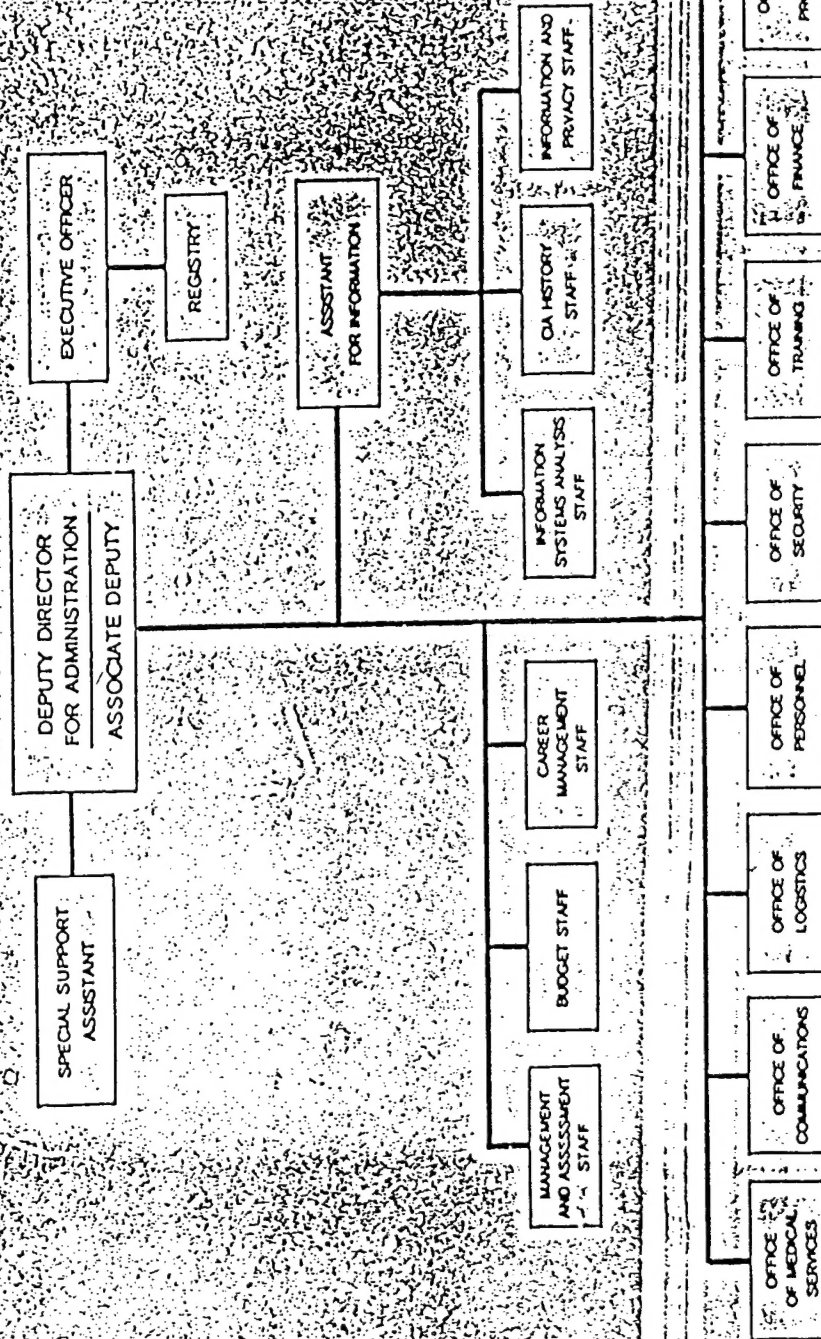 DEPUTY DIRECTOR
FOR ADMINISTRATION
ASSOCIATE DEPUTY
SPECIAL SUPPORT
ASSISTANT
EXECUTIVE OFFICER
REGISTRY
ASSISTANT
FOR INFORMATION
MANAGEMENT
AND ASSESSMENT
STAFF
BUDGET STAFF
CAREER
MANAGEMENT
STAFF
INFORMATION
SYSTEMS ANALYSIS
STAFF
CIA HISTORY
STAFF
INFORMATION AND
PRIVACY STAFF
OFFICE
OF MEDICAL
SERVICES
OFFICE OF
COMMUNICATIONS
OFFICE OF
LOGISTICS
OFFICE OF
PERSONNEL
OFFICE OF
SECURITY
OFFICE OF
TRAINING
OFFICE OF
FINANCE